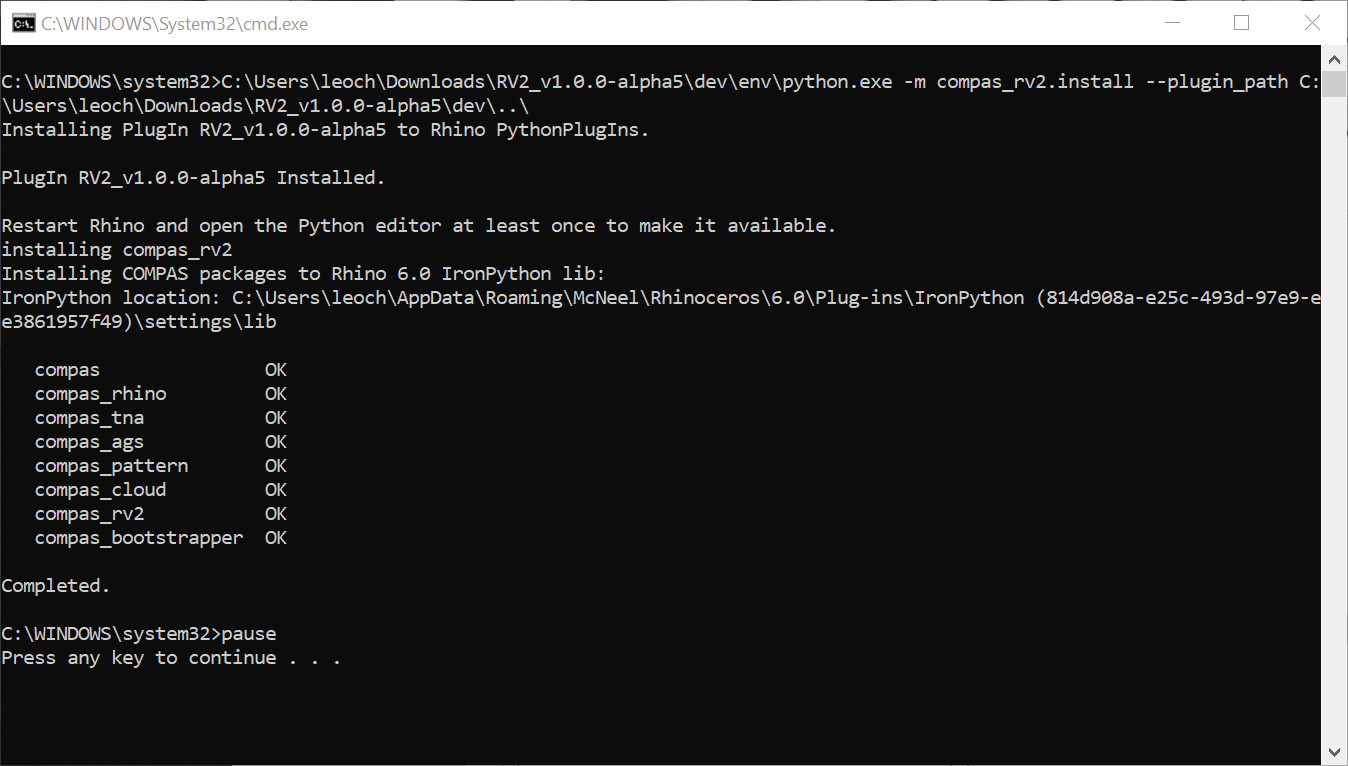 C:\WINDOWS\System32\cmd.exe
C:\WINDOWS\system32>C:\Users\leoch\Downloads\RV2_v1.0.0-alpha5\dev\env\python.exe -m compas_rv2.install --plugin_path C:
\Users\leoch\Downloads\RV2_v1.0.0-alpha5\dev\..\
Installing PlugIn RV2_v1.0.0-alpha5 to Rhino PythonPlugIns.
PlugIn RV2_v1.0.0-alpha5 Installed.
Restart Rhino and open the Python editor at least once to make it available.
installing compas_rv2
Installing COMPAS packages to Rhino 6.0 IronPython lib:
IronPython location: C:\Users\leoch\AppData\Roaming\McNeel\Rhinoceros\6.0\Plug-ins\IronPython (814d908a-e25c-493d-97e9-e
e3861957f49)\settings\lib
compas OK
compas_rhino OK
compas_tna OK
compas_ags OK
compas_pattern OK
compas_cloud OK
compas_rv2 OK
compas_bootstrapper OK
Completed.
C:\WINDOWS\system32>pause
Press any key to continue . . .